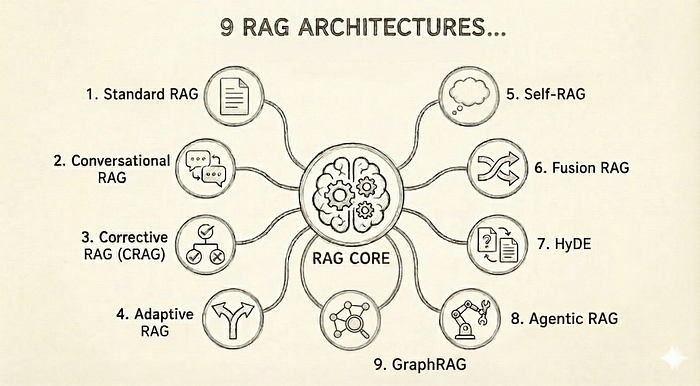 9 RAG ARCHITECTURES...
1. Standard RAG
2. Conversational
RAG
3. Corrective
RAG (CRAG)
4. Adaptive
RAG
RAG CORE
5. Self-RAG
6. Fusion RAG
7. HyDE
8. Agentic RAG
9. GraphRAG
?